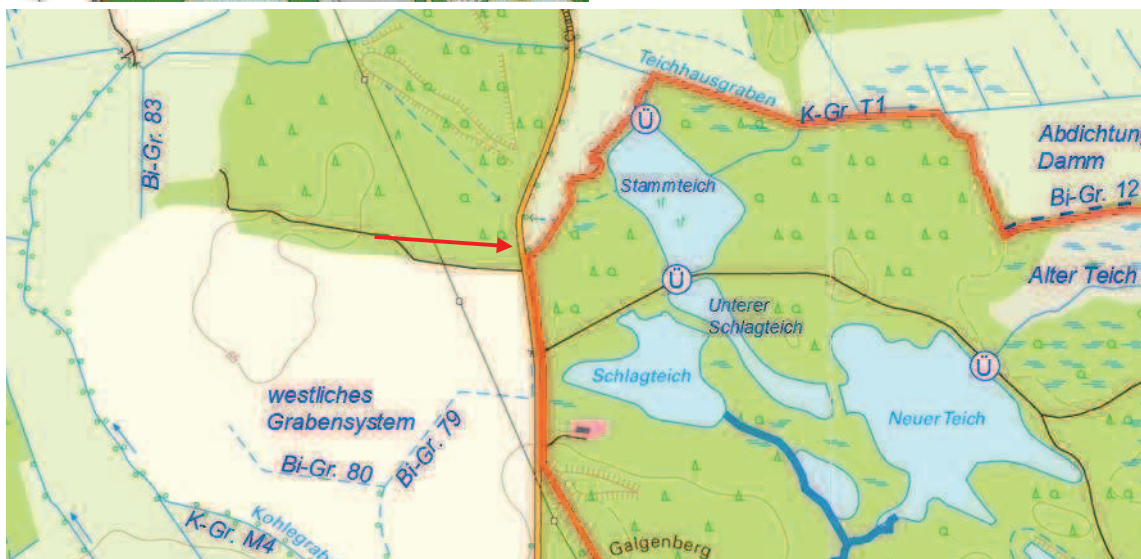 Teichhausgraben
K-Gr. T1
Ü
Abdichtung
Damm
Bi-Gr. 83
Stammteich
Bi-Gr. 12
Alter Teich
Ü
Unterer
Schlagteich
65
Schlagteich
Ü
westliches
Grabensystem
Neuer Teich
Bi-Gr. 79
Bi-Gr. 80
K-Gr. M4
Kohlegrab
Galgenberg